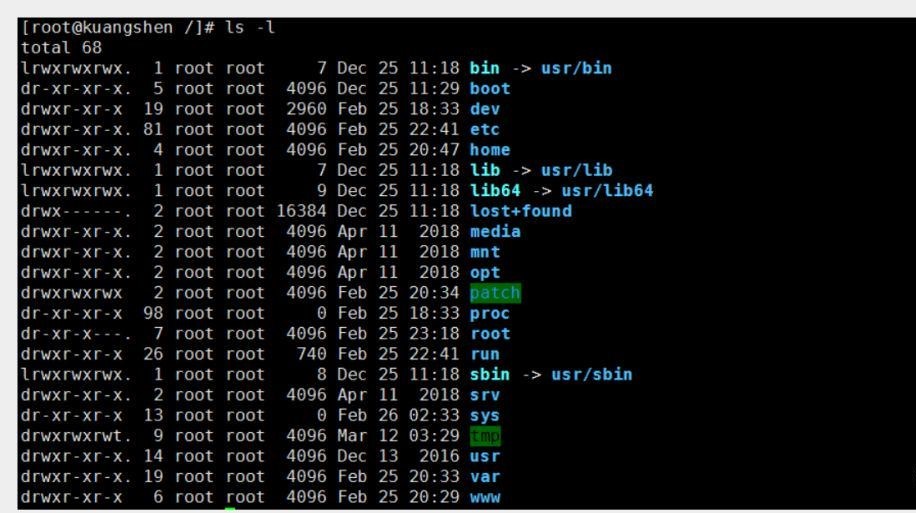 [root@kuangshen /]# ls -l
total 68
lrwxrwxrwx.  1 root root     7 Dec 25 11:18 bin -> usr/bin
dr-xr-xr-x.  5 root root  4096 Dec 25 11:29 boot
drwxr-xr-x  19 root root  2960 Feb 25 18:33 dev
drwxr-xr-x. 81 root root  4096 Feb 25 22:41 etc
drwxr-xr-x.  4 root root  4096 Feb 25 20:47 home
lrwxrwxrwx.  1 root root     7 Dec 25 11:18 lib -> usr/lib
lrwxrwxrwx.  1 root root     9 Dec 25 11:18 lib64 -> usr/lib64
drwx------.  2 root root 16384 Dec 25 11:18 lost+found
drwxr-xr-x.  2 root root  4096 Apr 11  2018 media
drwxr-xr-x.  2 root root  4096 Apr 11  2018 mnt
drwxr-xr-x.  2 root root  4096 Apr 11  2018 opt
drwxrwxrwx   2 root root  4096 Feb 25 20:34 patch
dr-xr-xr-x  98 root root     0 Feb 25 18:33 proc
dr-xr-x---.  7 root root  4096 Feb 25 23:18 root
drwxr-xr-x  26 root root   740 Feb 25 22:41 run
lrwxrwxrwx.  1 root root     8 Dec 25 11:18 sbin -> usr/sbin
drwxr-xr-x.  2 root root  4096 Apr 11  2018 srv
dr-xr-xr-x  13 root root     0 Feb 26 02:33 sys
drwxrwxrwt.  9 root root  4096 Mar 12 03:29 tmp
drwxr-xr-x. 14 root root  4096 Dec 13  2016 usr
drwxr-xr-x. 19 root root  4096 Feb 25 20:33 var
drwxr-xr-x   6 root root  4096 Feb 25 20:29 www